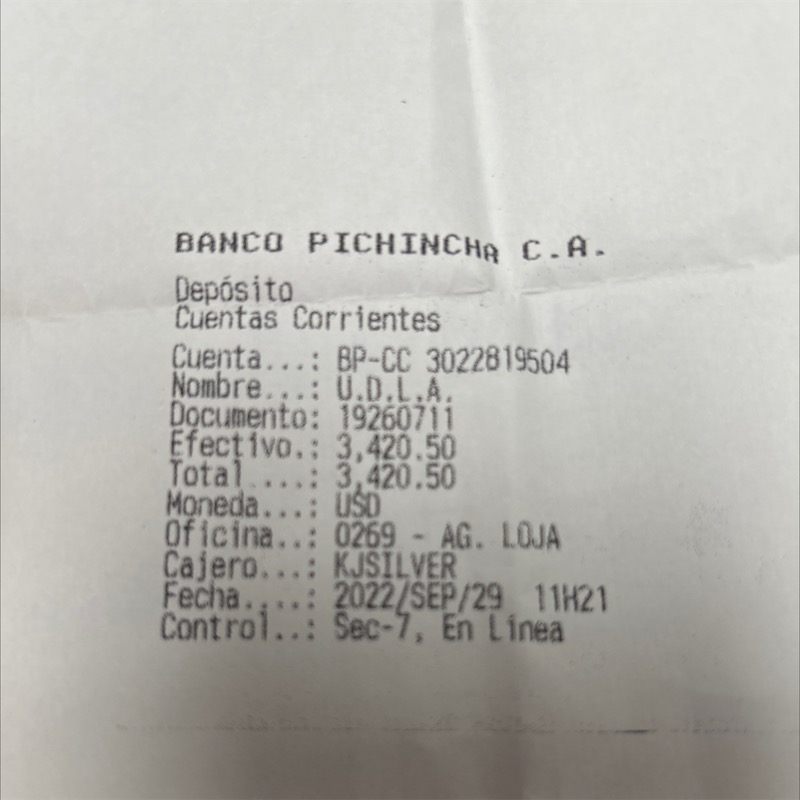 BANCO PICHINCHA C.A.
Depósito
Cuentas Corrientes
Cuenta...: BP-CC 3022819504
Nombre...: U.D.L.A.
Documento: 19260711
Efectivo.: 3,420.50
Total ....: 3,420.50
Moneda...: USD
Oficina..: 0269 - AG. LOJA
Cajero...: KJSILVER
Fecha....: 2022/SEP/29 11H21
Control..: Sec-7, En Linea